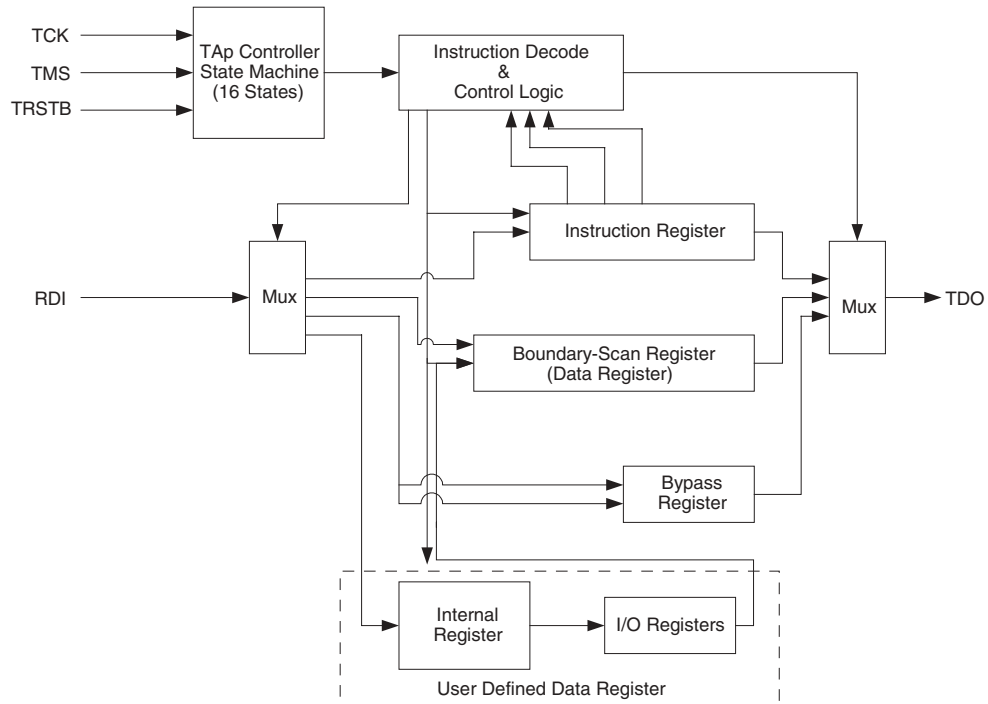 TCK
TMS
TRSTB
TAp Controller
State Machine
(16 States)
Instruction Decode
&
Control Logic
Instruction Register
RDI
Mux
Mux
TDO
Boundary-Scan Register
(Data Register)
Bypass
Register
Internal
Register
I/O Registers
User Defined Data Register